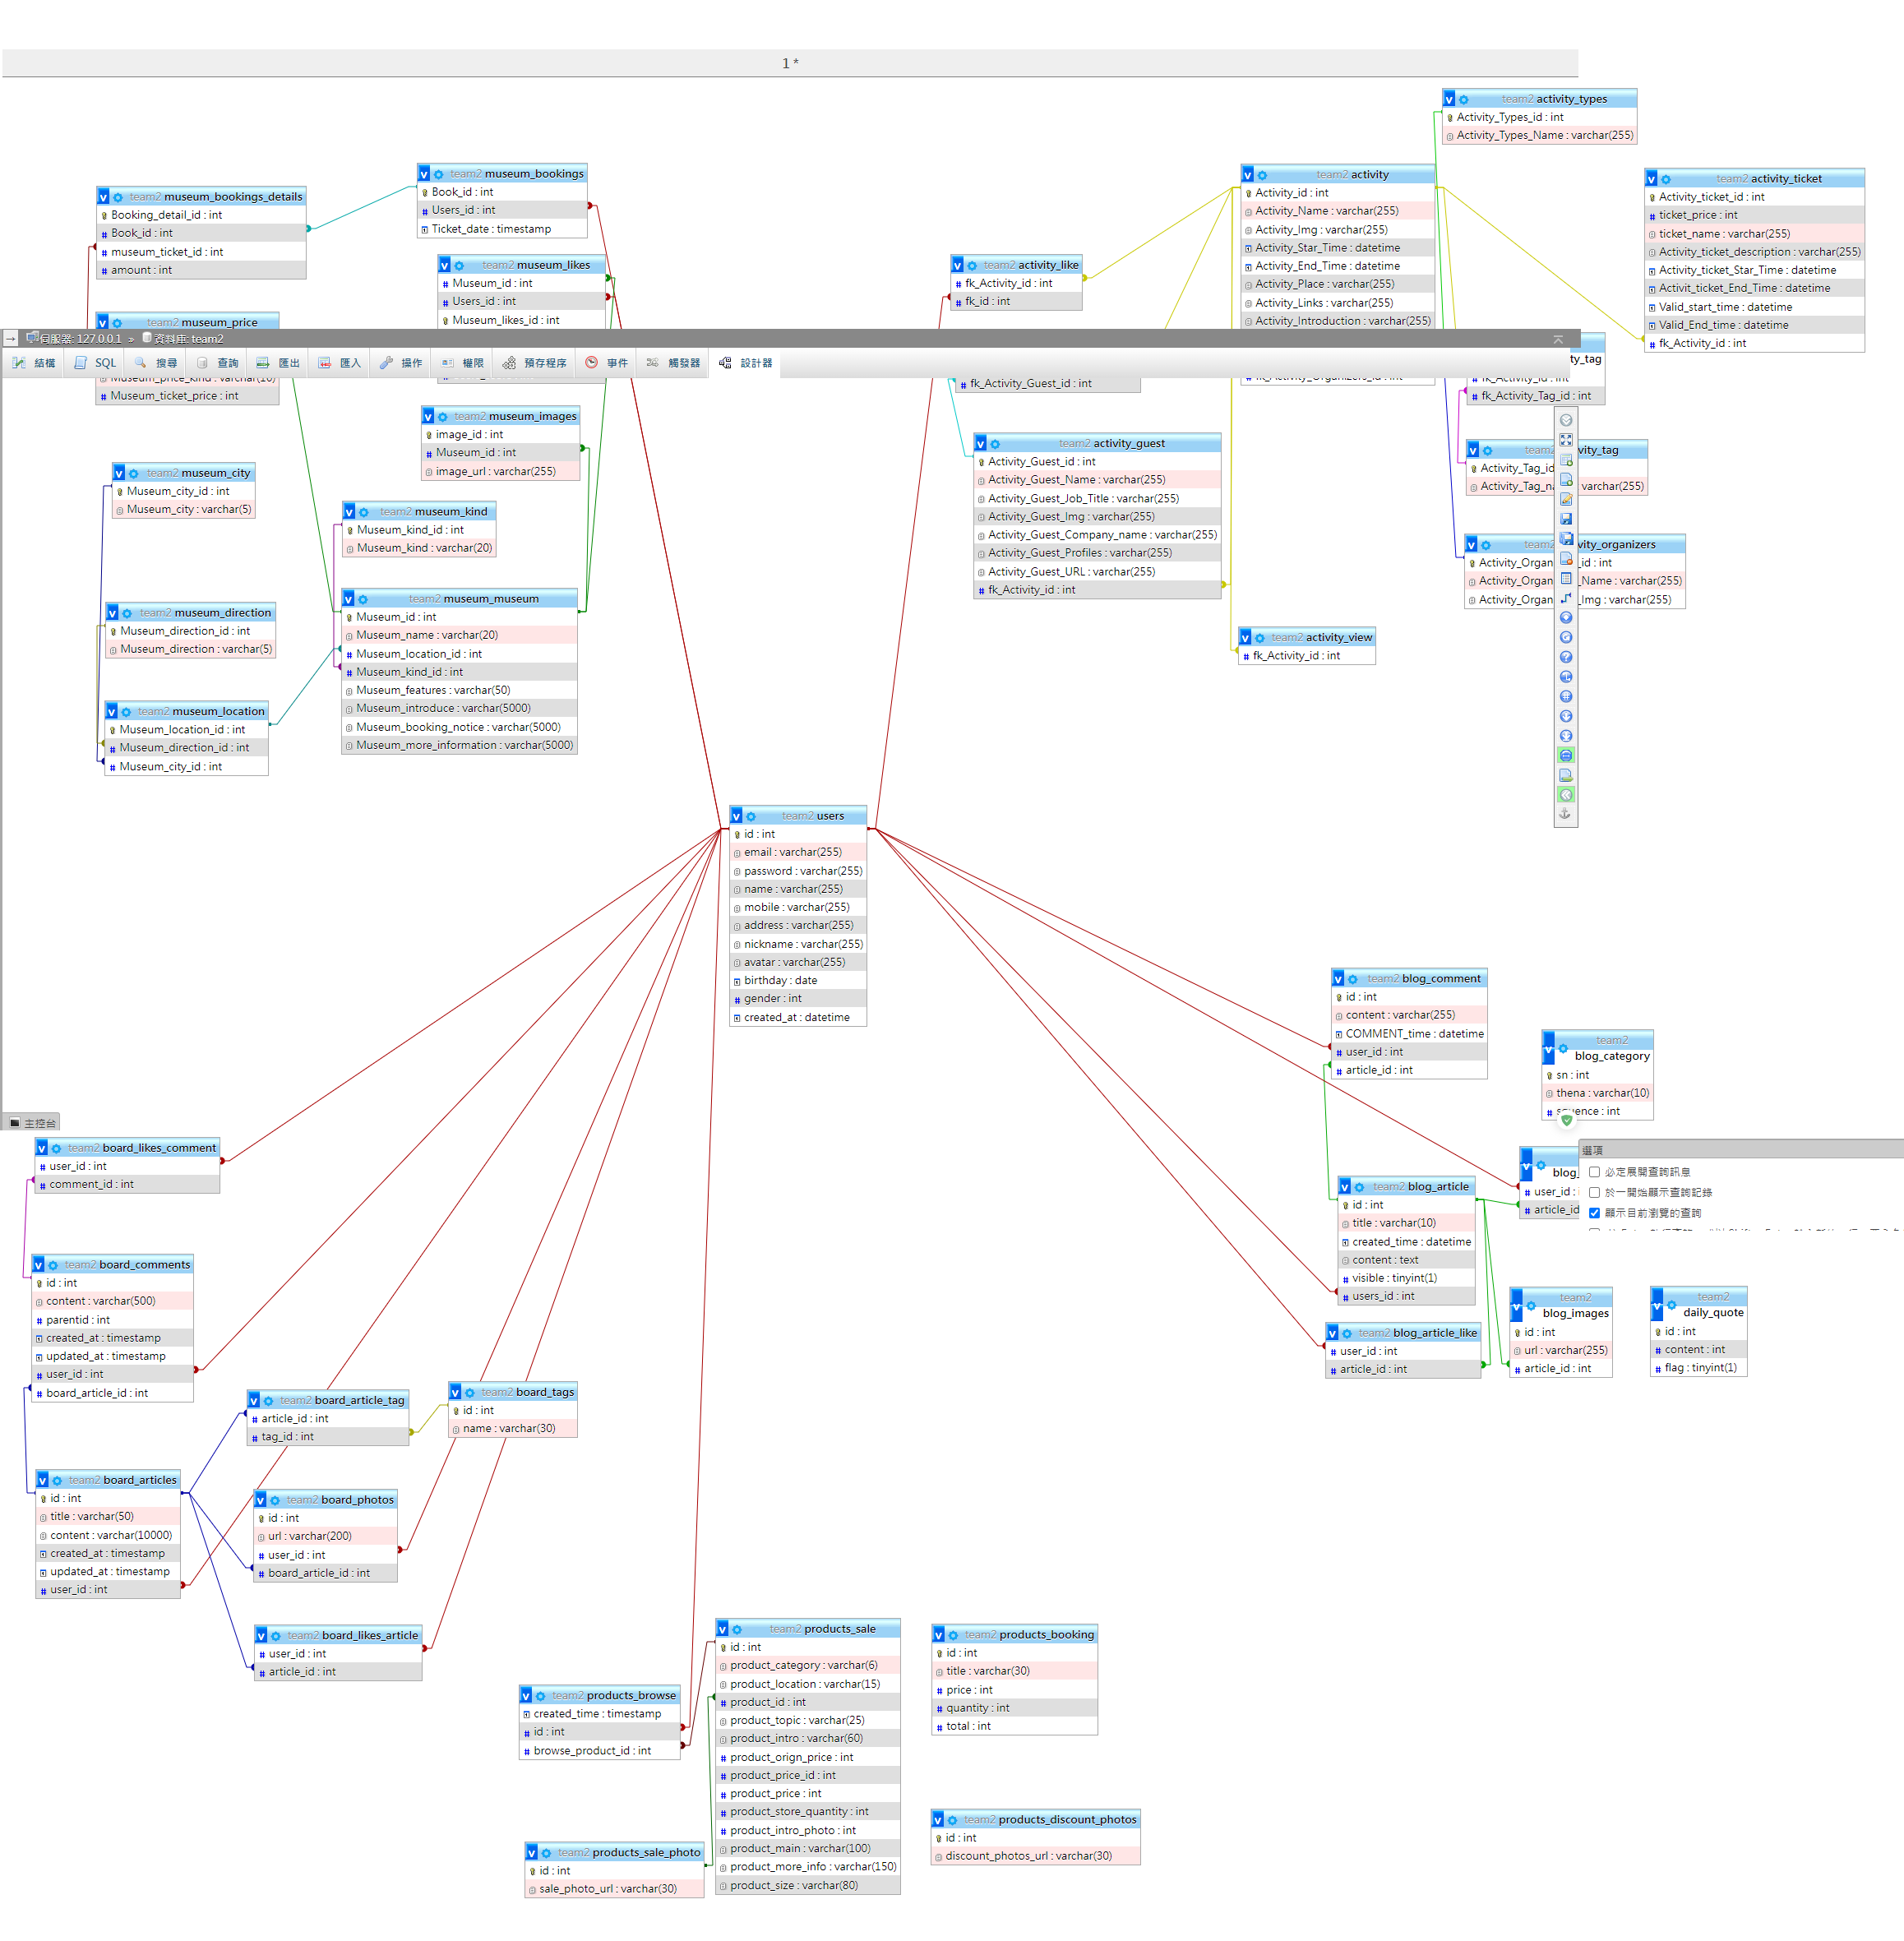 1 *
team2 activity_types
Activity_Types_id : int
Activity_Types_Name : varchar(255)
team2 museum_bookings_details
Booking_detail_id : int
Book_id : int
museum_ticket_id : int
amount : int
team2 museum_bookings
Book_id : int
Users_id : int
Ticket_date : timestamp
team2 museum_likes
Museum_id : int
Users_id : int
Museum_likes_id : int
team2 activity_like
fk_Activity_id : int
fk_id : int
team2 activity
Activity_id : int
Activity_Name : varchar(255)
Activity_Img : varchar(255)
Activity_Star_Time : datetime
Activity_End_Time : datetime
Activity_Place : varchar(255)
Activity_Links : varchar(255)
Activity_Introduction : varchar(255)
team2 activity_ticket
Activity_ticket_id : int
ticket_price : int
ticket_name : varchar(255)
Activity_ticket_description : varchar(255)
Activity_ticket_Star_Time : datetime
Activit_ticket_End_Time : datetime
Valid_start_time : datetime
Valid_End_time : datetime
fk_Activity_id : int
team2 museum_price
伺服器: 127.0.0.1 » 資料庫: team2
結構 SQL 搜尋 查詢 匯出 匯入 操作 權限 預存程序 事件 觸發器 設計器
Museum_price_kind : varchar(10)
Museum_ticket_price : int
fk_Activity_Guest_id : int
fk_Activity_Organizers_id : int
ty_tag
fk_Activity_id : int
fk_Activity_Tag_id : int
team2 museum_images
image_id : int
Museum_id : int
image_url : varchar(255)
team2 activity_guest
Activity_Guest_id : int
Activity_Guest_Name : varchar(255)
Activity_Guest_Job_Title : varchar(255)
Activity_Guest_Img : varchar(255)
Activity_Guest_Company_name : varchar(255)
Activity_Guest_Profiles : varchar(255)
Activity_Guest_URL : varchar(255)
fk_Activity_id : int
team2 vity_tag
Activity_Tag_id
Activity_Tag_n varchar(255)
team2 museum_city
Museum_city_id : int
Museum_city : varchar(5)
team2 museum_kind
Museum_kind_id : int
Museum_kind : varchar(20)
team vity_organizers
Activity_Organ _id : int
Activity_Organ _Name : varchar(255)
Activity_Organ _Img : varchar(255)
team2 museum_direction
Museum_direction_id : int
Museum_direction : varchar(5)
team2 museum_museum
Museum_id : int
Museum_name : varchar(20)
Museum_location_id : int
Museum_kind_id : int
Museum_features : varchar(50)
Museum_introduce : varchar(5000)
Museum_booking_notice : varchar(5000)
Museum_more_information : varchar(5000)
team2 activity_view
fk_Activity_id : int
team2 museum_location
Museum_location_id : int
Museum_direction_id : int
Museum_city_id : int
team2 users
id : int
email : varchar(255)
password : varchar(255)
name : varchar(255)
mobile : varchar(255)
address : varchar(255)
nickname : varchar(255)
avatar : varchar(255)
birthday : date
gender : int
created_at : datetime
team2 blog_comment
id : int
content : varchar(255)
COMMENT_time : datetime
user_id : int
article_id : int
team2
blog_category
sn : int
thena : varchar(10)
squence : int
主控台
team2 board_likes_comment
user_id : int
comment_id : int
blog_
user_id :
article_id
選項
必定展開查詢訊息
於一開始顯示查詢記錄
顯示目前瀏覽的查詢
team2 blog_article
id : int
title : varchar(10)
created_time : datetime
content : text
visible : tinyint(1)
users_id : int
team2 board_comments
id : int
content : varchar(500)
parentid : int
created_at : timestamp
updated_at : timestamp
user_id : int
board_article_id : int
team2 blog_article_like
user_id : int
article_id : int
team2
blog_images
id : int
url : varchar(255)
article_id : int
team2
daily_quote
id : int
content : int
flag : tinyint(1)
team2 board_article_tag
article_id : int
tag_id : int
team2 board_tags
id : int
name : varchar(30)
team2 board_articles
id : int
title : varchar(50)
content : varchar(10000)
created_at : timestamp
updated_at : timestamp
user_id : int
team2 board_photos
id : int
url : varchar(200)
user_id : int
board_article_id : int
team2 board_likes_article
user_id : int
article_id : int
team2 products_sale
id : int
product_category : varchar(6)
product_location : varchar(15)
product_id : int
product_topic : varchar(25)
product_intro : varchar(60)
product_orign_price : int
product_price_id : int
product_price : int
product_store_quantity : int
product_intro_photo : int
product_main : varchar(100)
product_more_info : varchar(150)
product_size : varchar(80)
team2 products_booking
id : int
title : varchar(30)
price : int
quantity : int
total : int
team2 products_browse
created_time : timestamp
id : int
browse_product_id : int
team2 products_discount_photos
id : int
discount_photos_url : varchar(30)
team2 products_sale_photo
id : int
sale_photo_url : varchar(30)